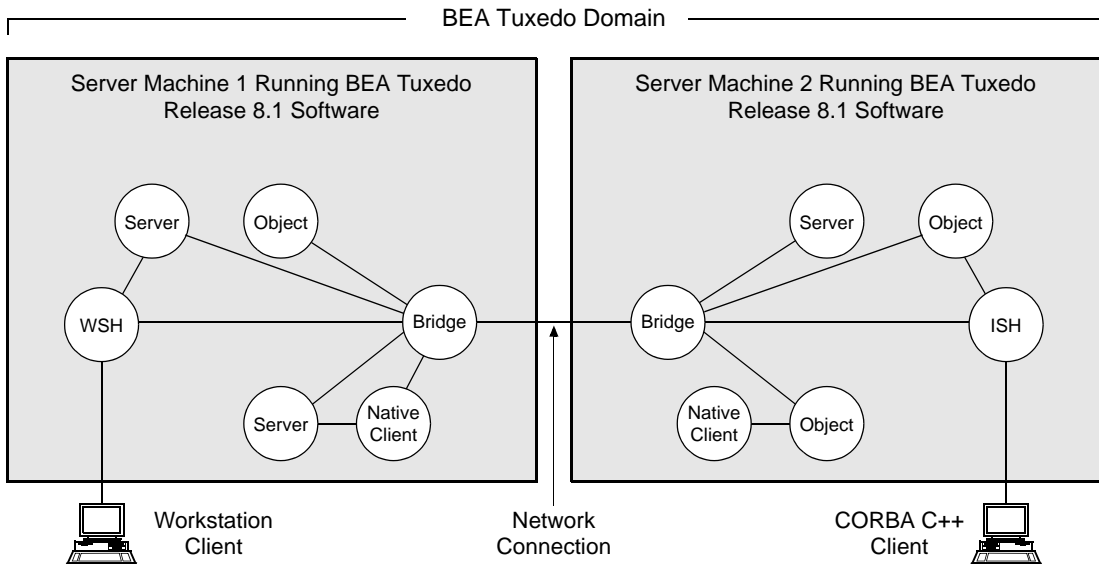 BEA Tuxedo Domain
Server Machine 1 Running BEA Tuxedo
Release 8.1 Software
Server Machine 2 Running BEA Tuxedo
Release 8.1 Software
Server
Object
Server
Object
WSH
Bridge
Bridge
ISH
Server
Native
Client
Native
Client
Object
Workstation
Client
Network
Connection
CORBA C++
Client